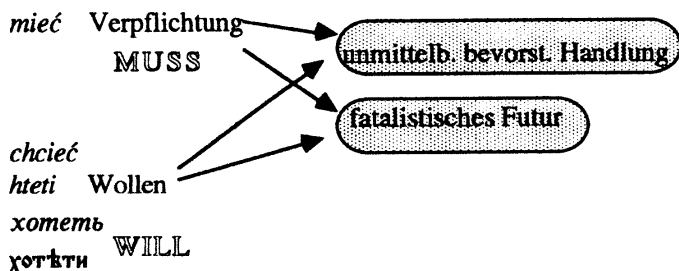 mieć Verpflichtung
unmittelb. bevorst. Handlung
MUSS
fatalistisches Futur
chcieć
hteti Wollen
хотеть
хотѣти WILL